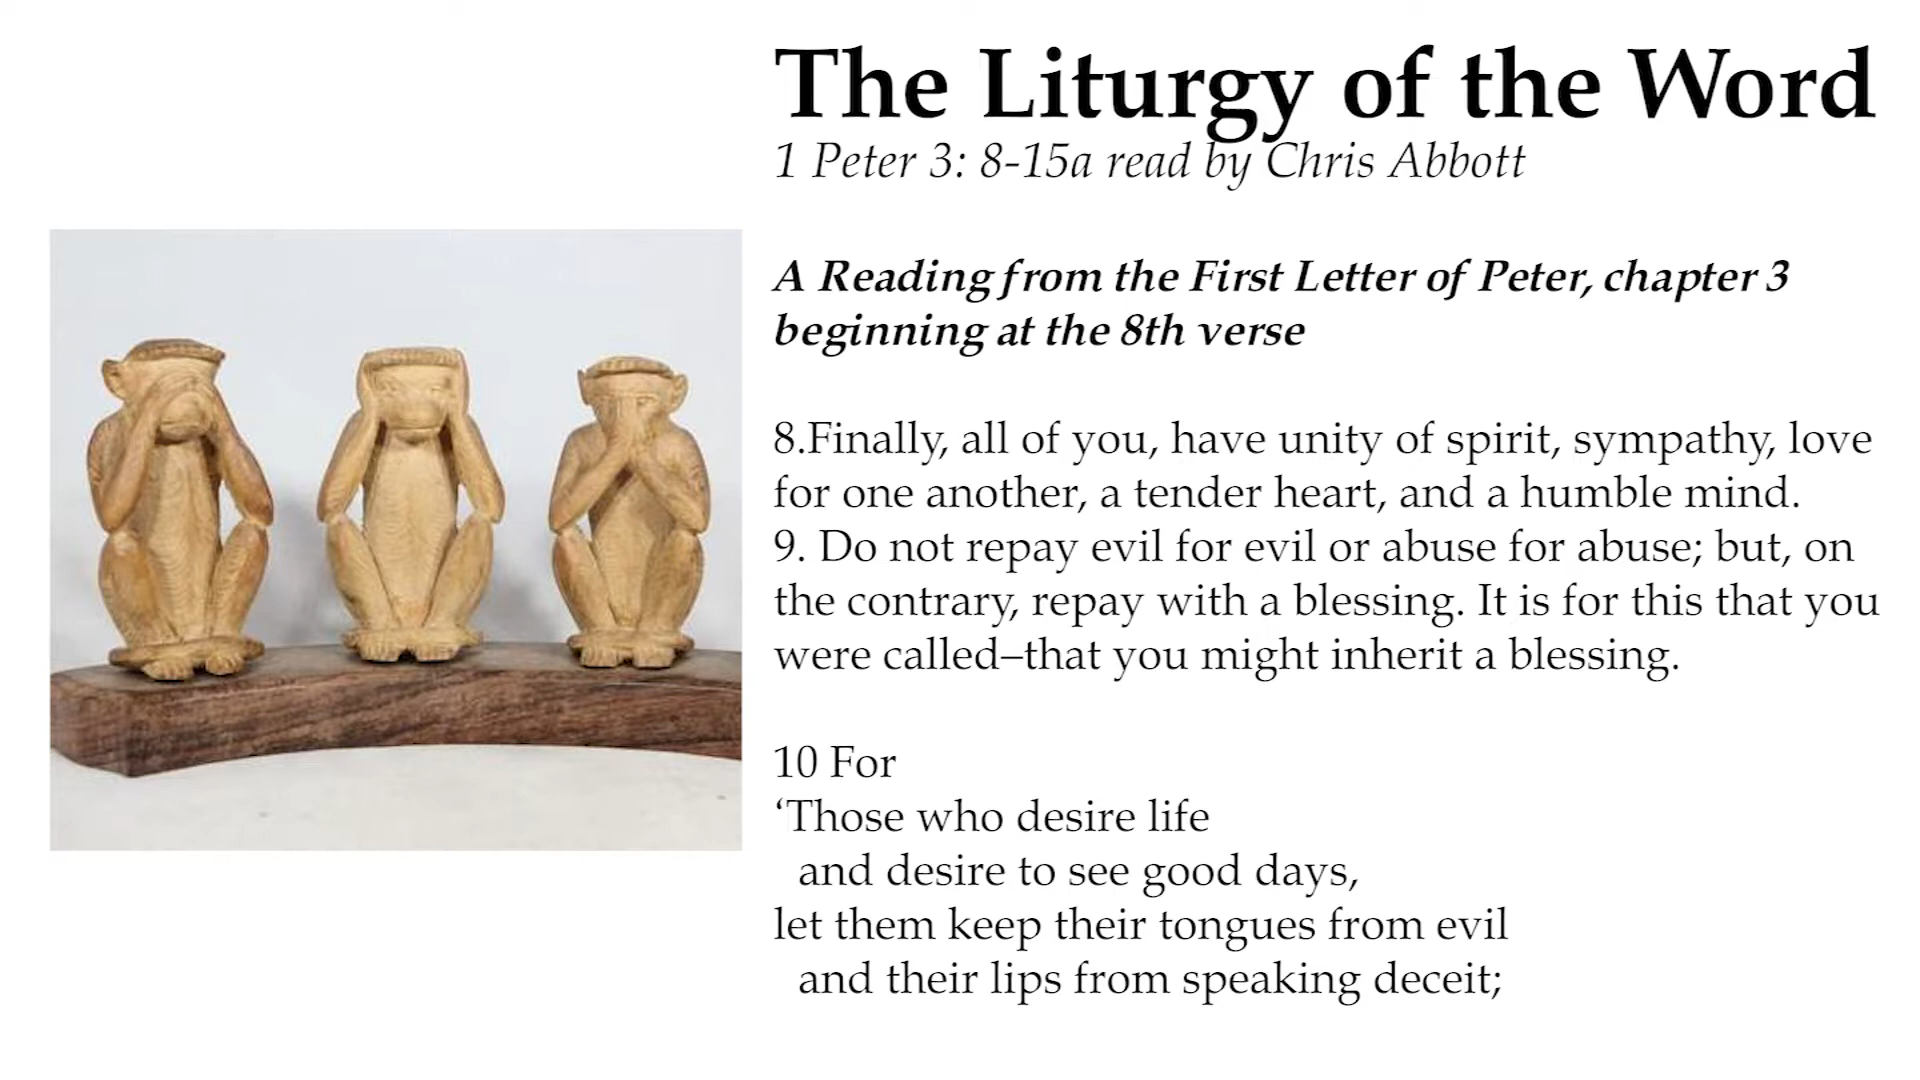 The Liturgy of the Word
1 Peter 3: 8-15a read by Chris Abbott
A Reading from the First Letter of Peter, chapter 3
beginning at the 8th verse
8.Finally, all of you, have unity of spirit, sympathy, love
for one another, a tender heart, and a humble mind.
9. Do not repay evil for evil or abuse for abuse; but, on
the contrary, repay with a blessing. It is for this that you
were called–that you might inherit a blessing.
10 For
‘Those who desire life
and desire to see good days,
let them keep their tongues from evil
and their lips from speaking deceit;